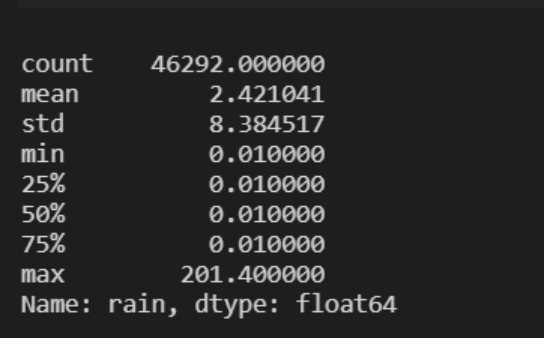 count    46292.000000
mean         2.421041
std          8.384517
min          0.010000
25%          0.010000
50%          0.010000
75%          0.010000
max        201.400000
Name: rain, dtype: float64